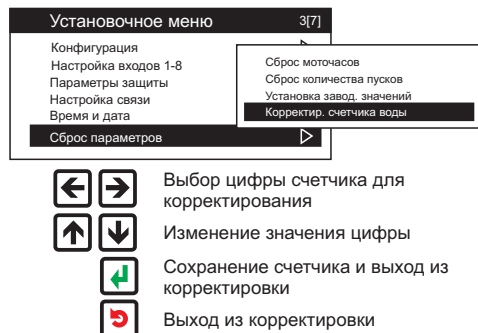 Установочное меню 3[7]
Конфигурация
Настройка входов 1-8
Параметры защиты
Настройка связи
Время и дата
Сброс параметров
Сброс моточасов
Сброс количества пусков
Установка завод. значений
Корректир. счетчика воды
Выбор цифры счетчика для
корректирования
Изменение значения цифры
Сохранение счетчика и выход из
корректировки
Выход из корректировки